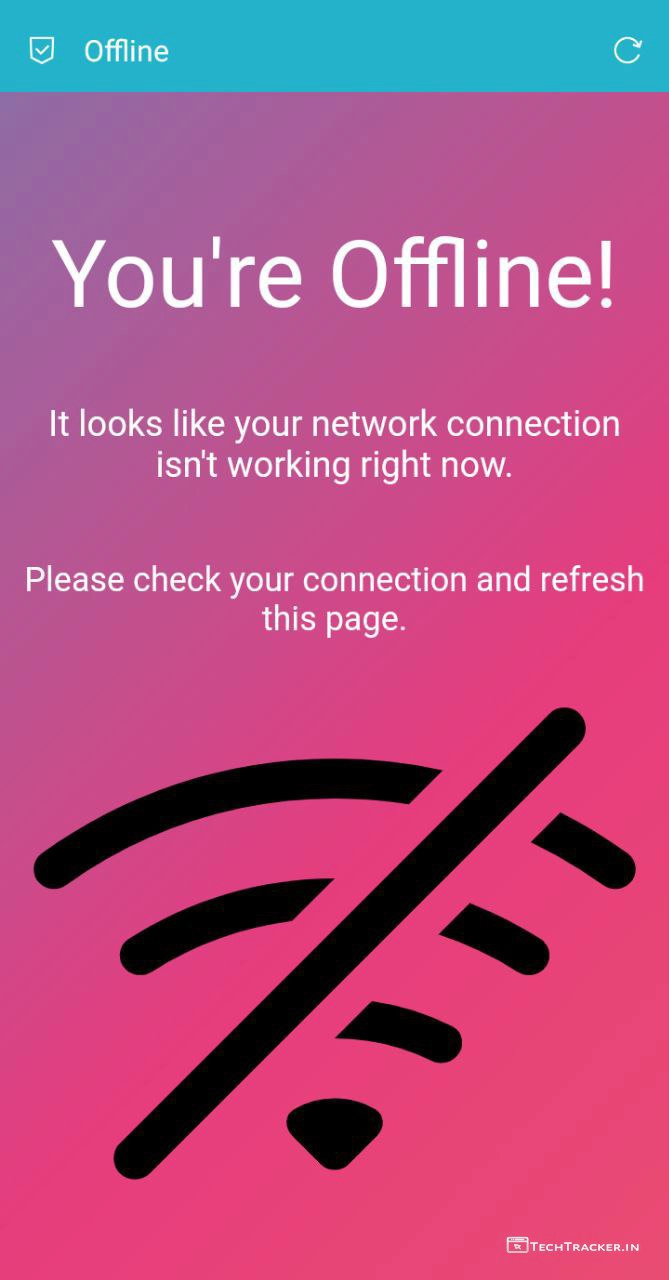 Offline
You're Offline!
It looks like your network connection
isn't working right now.
Please check your connection and refresh
this page.
TECHTRACKER.IN